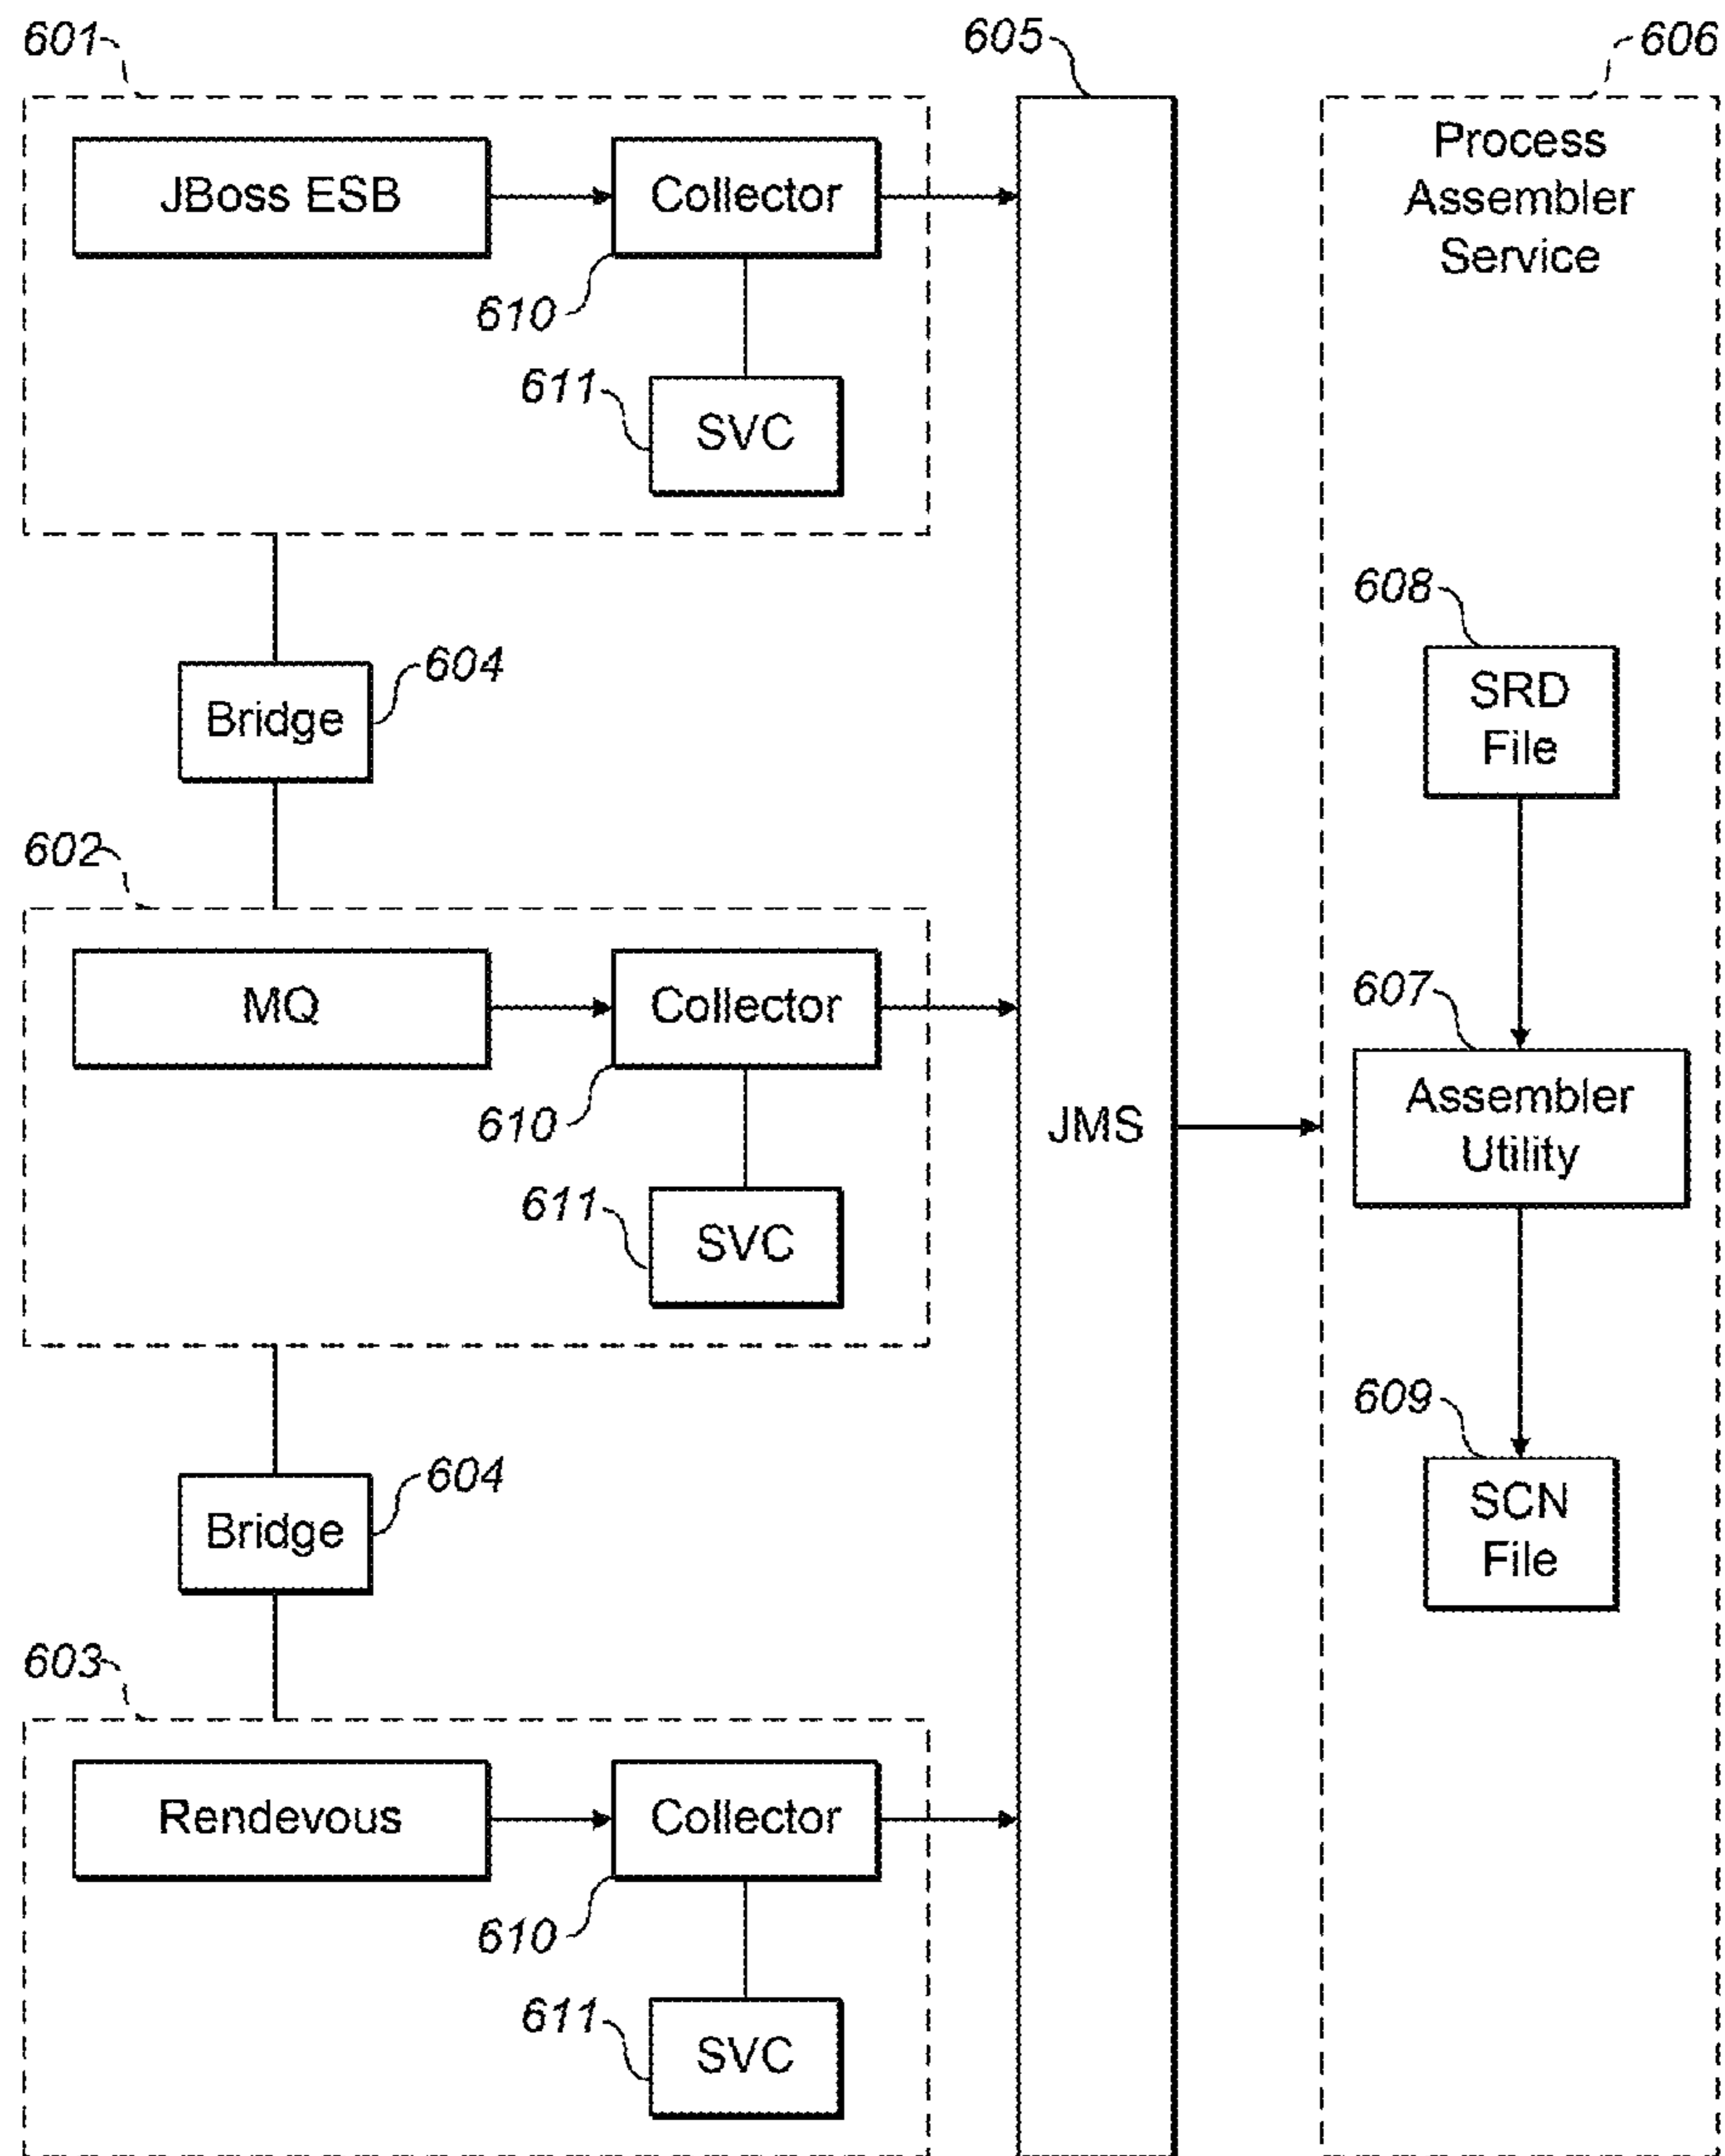 601
605
606
JBoss ESB
Collector
Process
Assembler
Service
610
611
SVC
604
Bridge
608
SRD
File
602
MQ
Collector
607
Assembler
Utility
610
JMS
611
SVC
609
SCN
File
604
Bridge
603
Rendevous
Collector
610
611
SVC